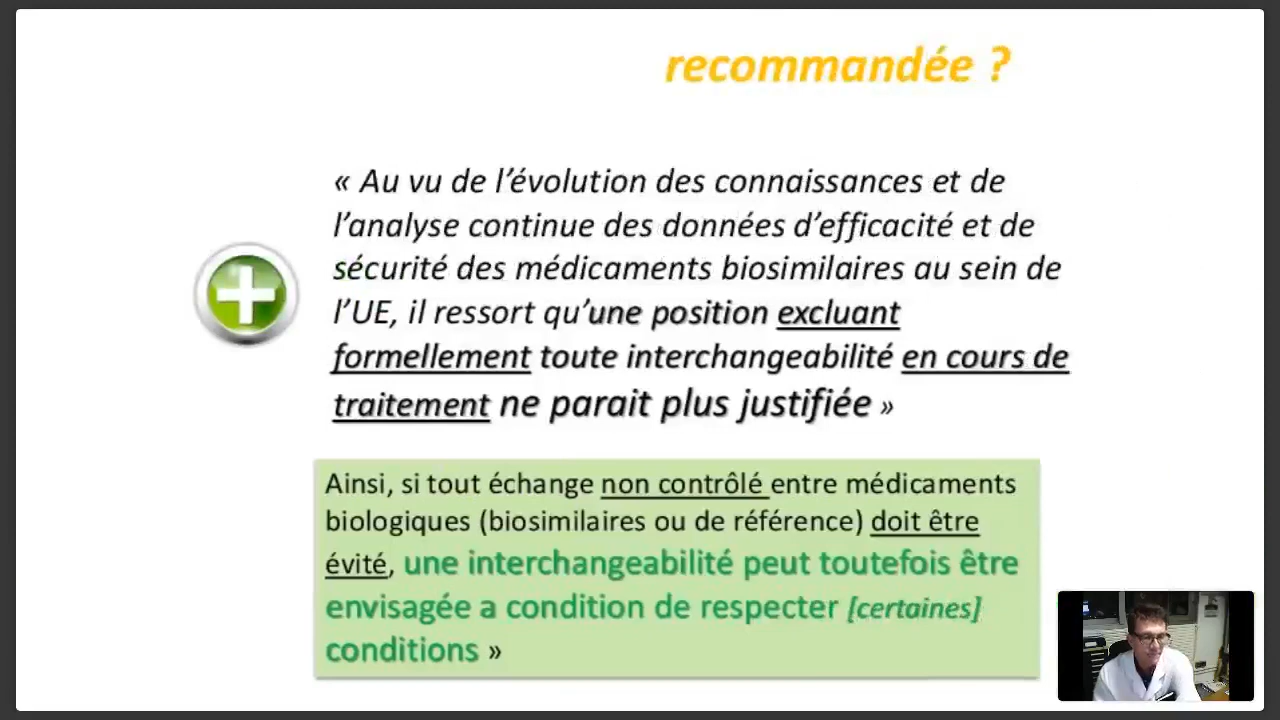 recommandée ?
« Au vu de l’évolution des connaissances et de
l’analyse continue des données d’efficacité et de
sécurité des médicaments biosimilaires au sein de
l’UE, il ressort qu’une position excluant
formellement toute interchangeabilité en cours de
traitement ne parait plus justifiée »
Ainsi, si tout échange non contrôlé entre médicaments
biologiques (biosimilaires ou de référence) doit être
évité, une interchangeabilité peut toutefois être
envisagée a condition de respecter [certaines]
conditions »